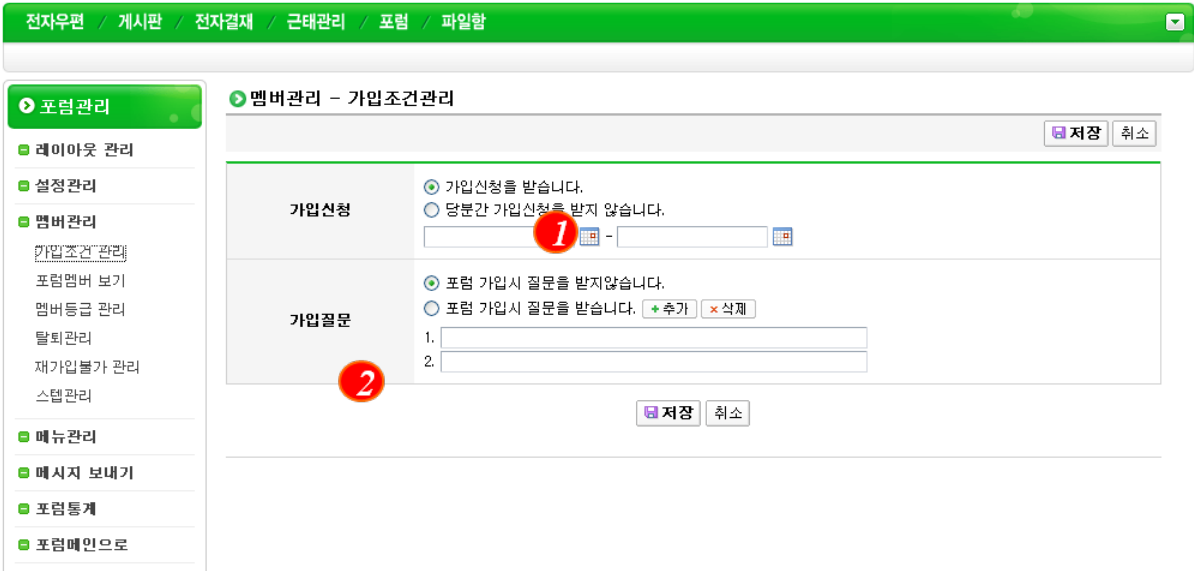 전자우편 / 게시판 / 전자결재 / 근태관리 / 포럼 / 파일함
포럼관리
레이아웃 관리
설정관리
멤버관리
가입조건 관리
포럼멤버 보기
멤버등급 관리
탈퇴관리
재가입불가 관리
스텝관리
메뉴관리
메시지 보내기
포럼통계
포럼메인으로
멤버관리 - 가입조건관리
저장 취소
가입신청
가입신청을 받습니다.
당분간 가입신청을 받지 않습니다.
1
-
가입질문
포럼 가입시 질문을 받지않습니다.
포럼 가입시 질문을 받습니다. +추가 ×삭제
1.
2.
2
저장 취소